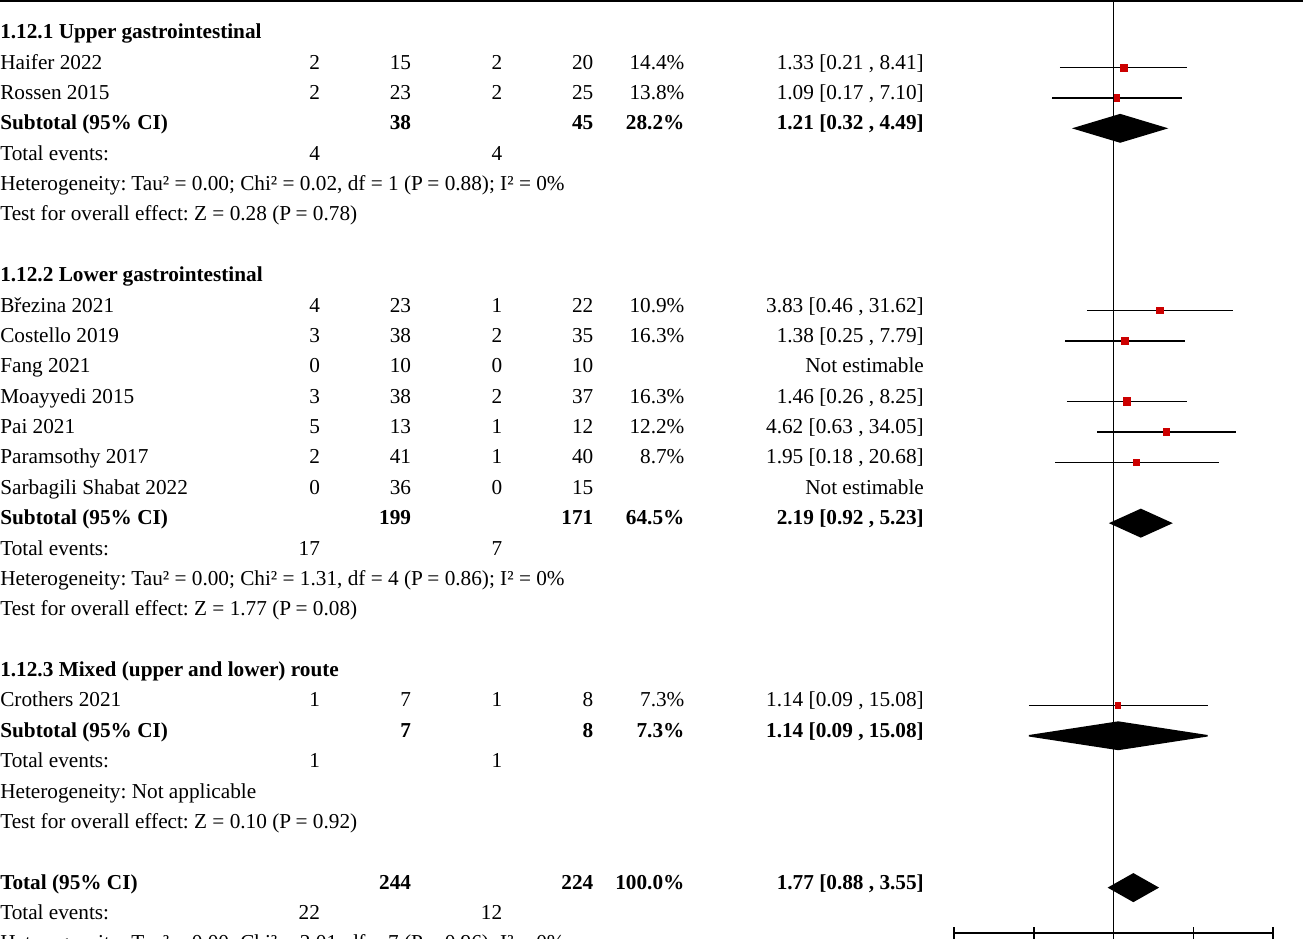 1.12.1 Upper gastrointestinal
Haifer 2022 2 15 2 20 14.4% 1.33 [0.21 , 8.41]
Rossen 2015 2 23 2 25 13.8% 1.09 [0.17 , 7.10]
Subtotal (95% CI) 38 45 28.2% 1.21 [0.32 , 4.49]
Total events: 4 4
Heterogeneity: Tau² = 0.00; Chi² = 0.02, df = 1 (P = 0.88); I² = 0%
Test for overall effect: Z = 0.28 (P = 0.78)
1.12.2 Lower gastrointestinal
Březina 2021 4 23 1 22 10.9% 3.83 [0.46 , 31.62]
Costello 2019 3 38 2 35 16.3% 1.38 [0.25 , 7.79]
Fang 2021 0 10 0 10 Not estimable
Moayyedi 2015 3 38 2 37 16.3% 1.46 [0.26 , 8.25]
Pai 2021 5 13 1 12 12.2% 4.62 [0.63 , 34.05]
Paramsothy 2017 2 41 1 40 8.7% 1.95 [0.18 , 20.68]
Sarbagili Shabat 2022 0 36 0 15 Not estimable
Subtotal (95% CI) 199 171 64.5% 2.19 [0.92 , 5.23]
Total events: 17 7
Heterogeneity: Tau² = 0.00; Chi² = 1.31, df = 4 (P = 0.86); I² = 0%
Test for overall effect: Z = 1.77 (P = 0.08)
1.12.3 Mixed (upper and lower) route
Crothers 2021 1 7 1 8 7.3% 1.14 [0.09 , 15.08]
Subtotal (95% CI) 7 8 7.3% 1.14 [0.09 , 15.08]
Total events: 1 1
Heterogeneity: Not applicable
Test for overall effect: Z = 0.10 (P = 0.92)
Total (95% CI) 244 224 100.0% 1.77 [0.88 , 3.55]
Total events: 22 12